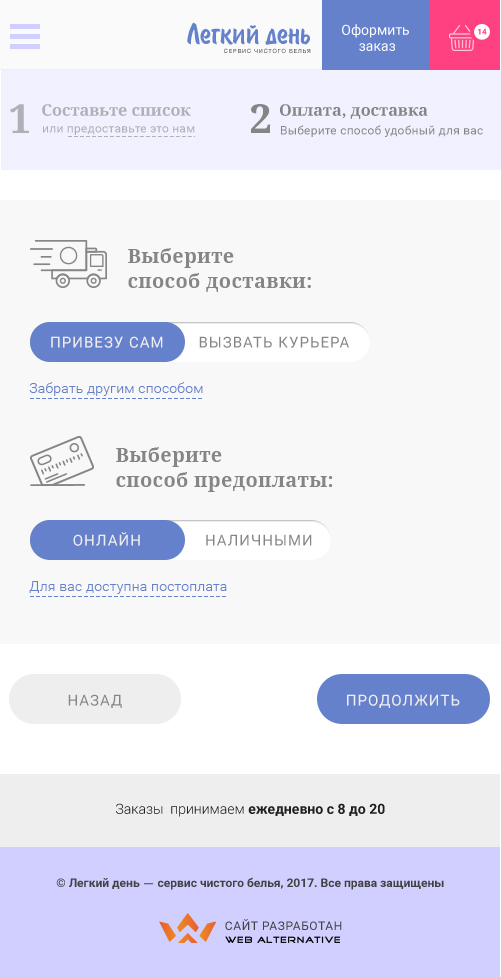 Легкий день
СЕРВИС ЧИСТОГО БЕЛЬЯ
Оформить
заказ
14
1 Составьте список
или предоставьте это нам
2 Оплата, доставка
Выберите способ удобный для вас
Выберите
способ доставки:
ПРИВЕЗУ САМ ВЫЗВАТЬ КУРЬЕРА
Забрать другим способом
Выберите
способ предоплаты:
ОНЛАЙН НАЛИЧНЫМИ
Для вас доступна постоплата
НАЗАД ПРОДОЛЖИТЬ
Заказы принимаем ежедневно с 8 до 20
© Легкий день — сервис чистого белья, 2017. Все права защищены
САЙТ РАЗРАБОТАН
WEB ALTERNATIVE